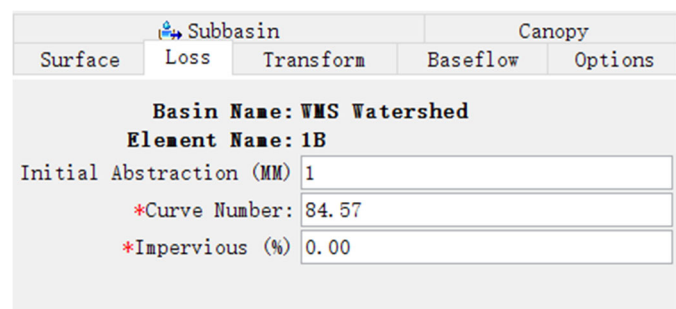 Subbasin Canopy
Surface Loss Transform Baseflow Options
Basin Name: WMS Watershed
Element Name: 1B
Initial Abstraction (MM) 1
*Curve Number: 84.57
*Impervious (%) 0.00